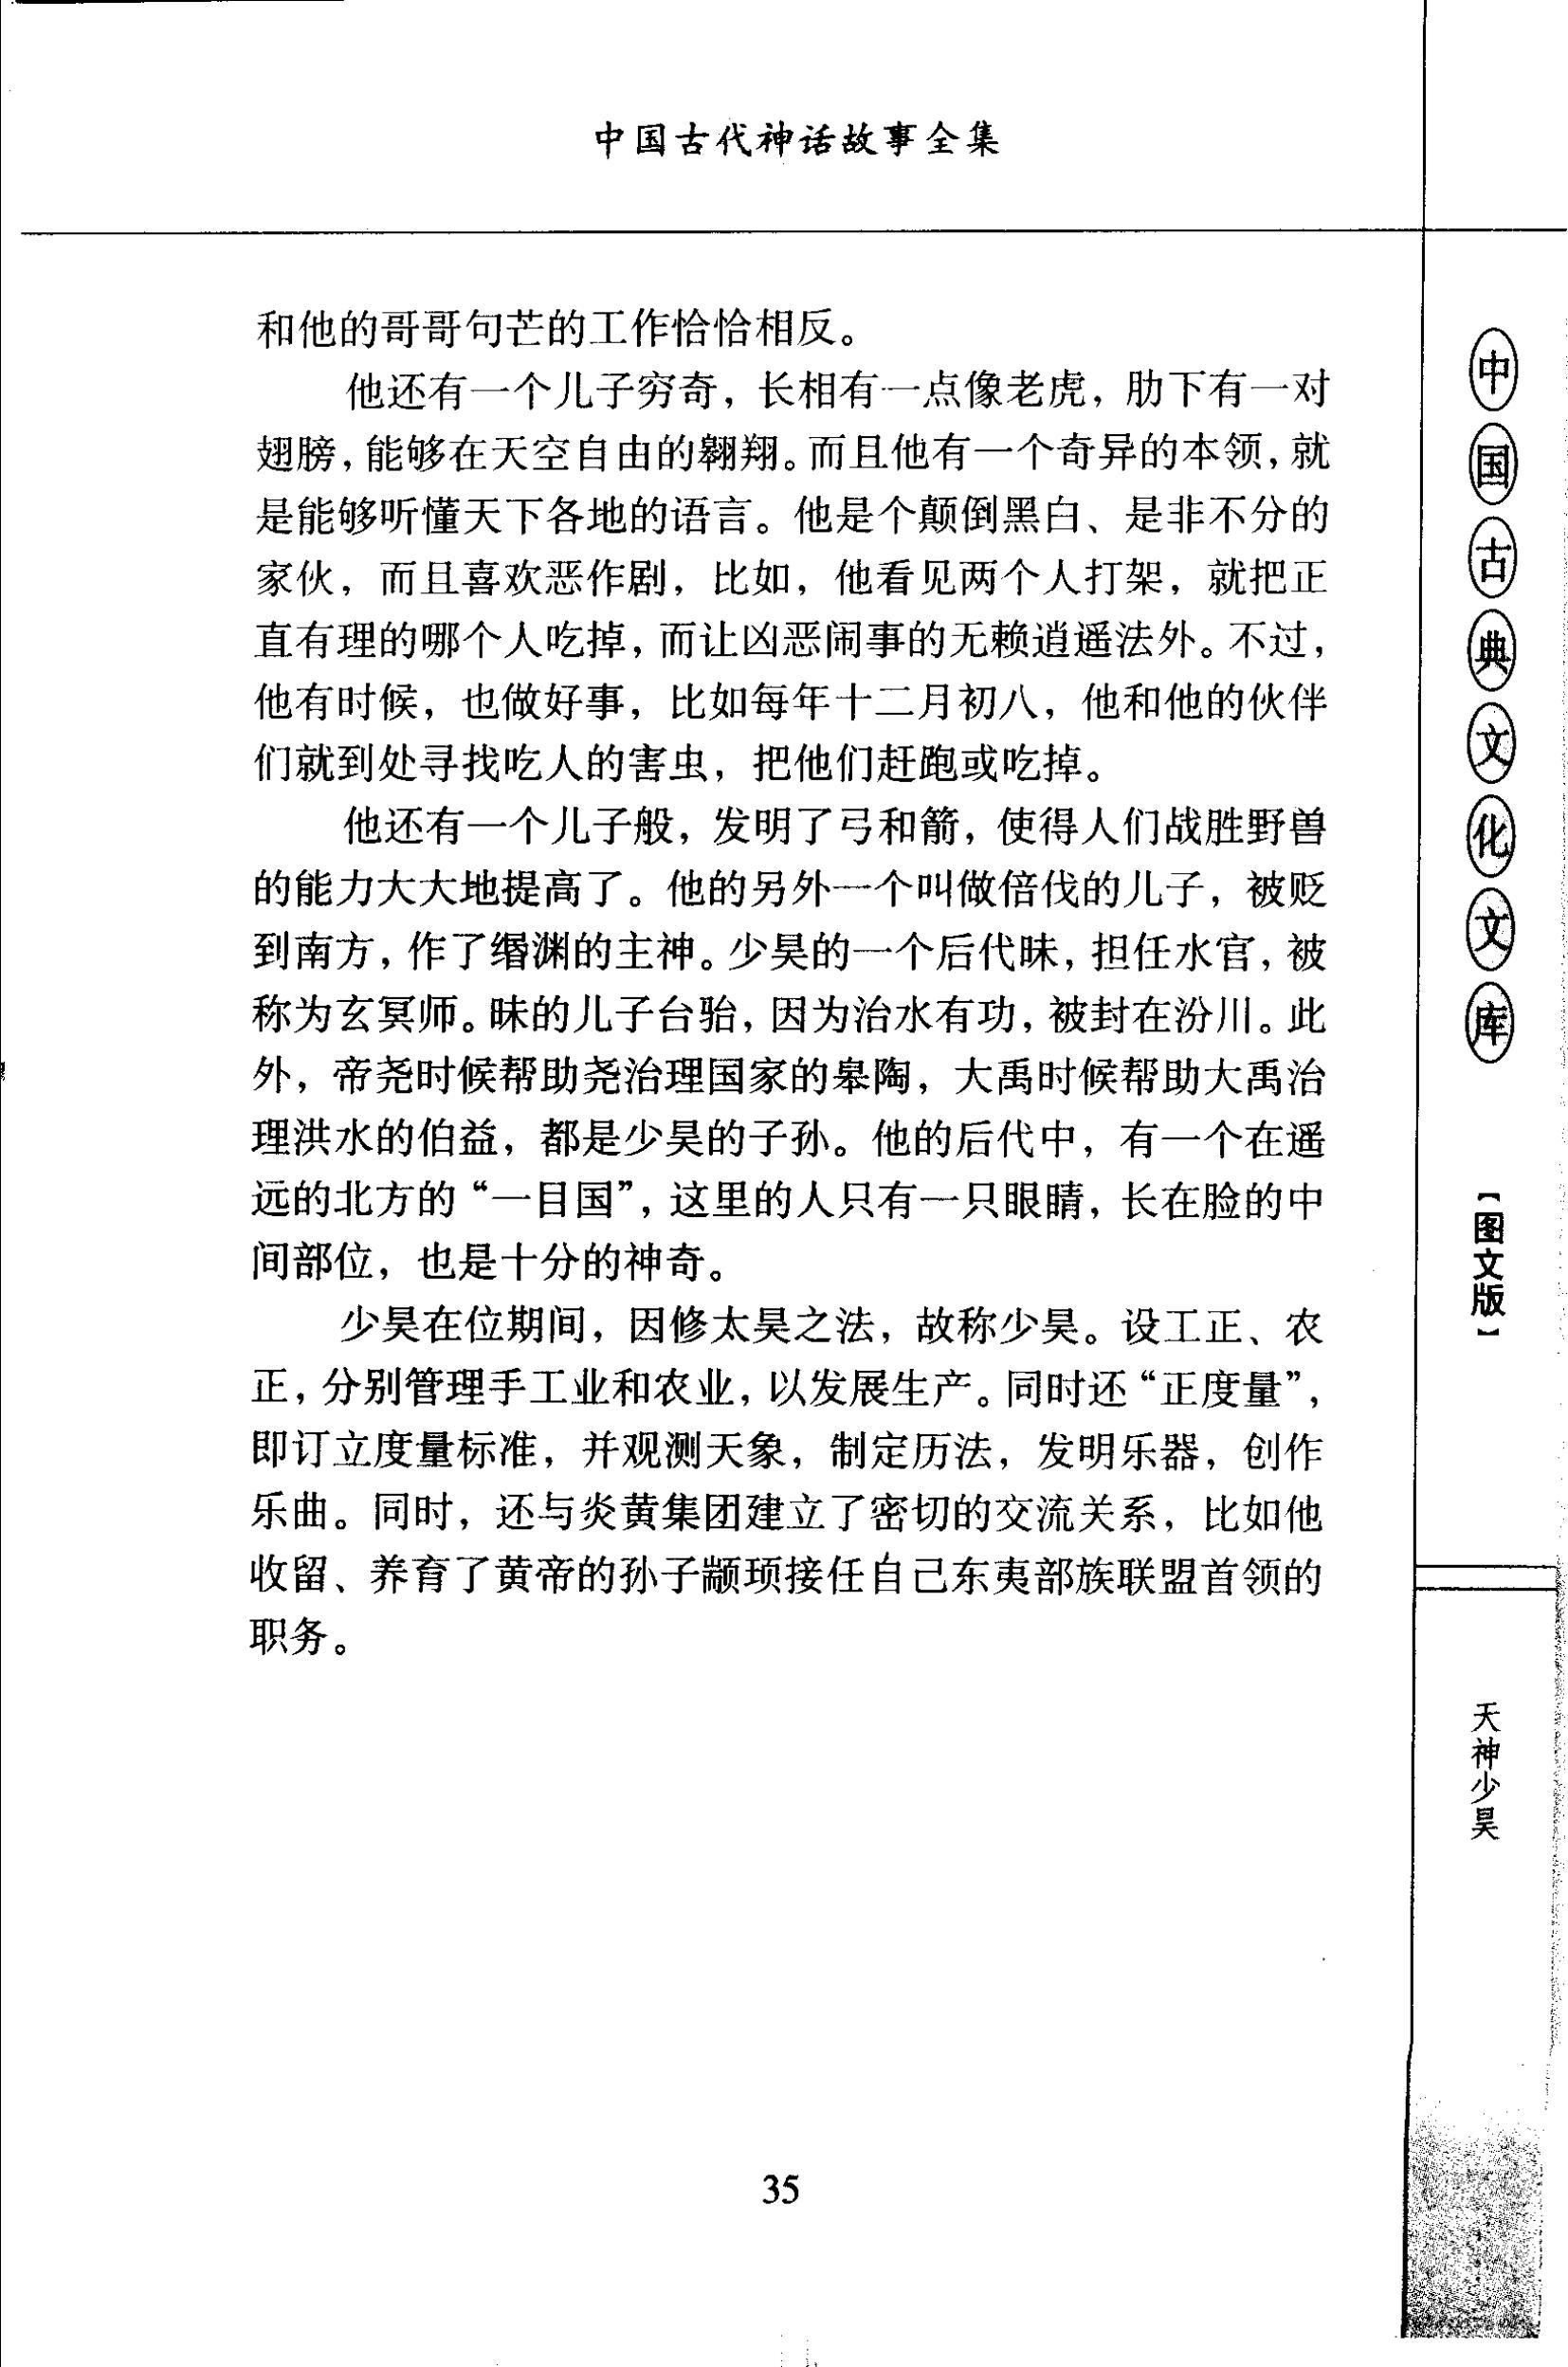 中国古代神话故事全集
和他的哥哥句芒的工作恰恰相反。
他还有一个儿子穷奇，长相有一点像老虎，肋下有一对
翅膀，能够在天空自由的翱翔。而且他有一个奇异的本领，就
是能够听懂天下各地的语言。他是个颠倒黑白、是非不分的
家伙，而且喜欢恶作剧，比如，他看见两个人打架，就把正
直有理的哪个人吃掉，而让凶恶闹事的无赖逍遥法外。不过，
他有时候，也做好事，比如每年十二月初八，他和他的伙伴
们就到处寻找吃人的害虫，把他们赶跑或吃掉。
他还有一个儿子般，发明了弓和箭，使得人们战胜野兽
的能力大大地提高了。他的另外一个叫做倍伐的儿子，被贬
到南方，作了缗渊的主神。少昊的一个后代昧，担任水官，被
称为玄冥师。昧的儿子台骀，因为治水有功，被封在汾川。此
外，帝尧时候帮助尧治理国家的皋陶，大禹时候帮助大禹治
理洪水的伯益，都是少昊的子孙。他的后代中，有一个在遥
远的北方的“一目国”，这里的人只有一只眼睛，长在脸的中
间部位，也是十分的神奇。
少昊在位期间，因修太昊之法，故称少昊。设工正、农
正，分别管理手工业和农业，以发展生产。同时还“正度量”，
即订立度量标准，并观测天象，制定历法，发明乐器，创作
乐曲。同时，还与炎黄集团建立了密切的交流关系，比如他
收留、养育了黄帝的孙子颛顼接任自己东夷部族联盟首领的
职务。
中国古典文化文库
【图文版】
天神少昊
35